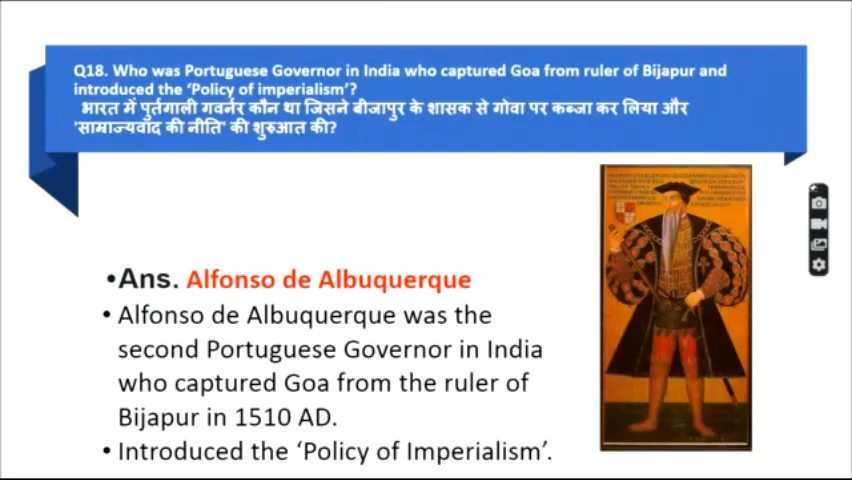 Q18. Who was Portuguese Governor in India who captured Goa from ruler of Bijapur and
introduced the ‘Policy of imperialism’?
भारत में पुर्तगाली गवर्नर कौन था जिसने बीजापुर के शासक से गोवा पर कब्जा कर लिया और
'साम्राज्यवाद की नीति' की शुरुआत की?
•Ans. Alfonso de Albuquerque
• Alfonso de Albuquerque was the
second Portuguese Governor in India
who captured Goa from the ruler of
Bijapur in 1510 AD.
• Introduced the ‘Policy of Imperialism’.